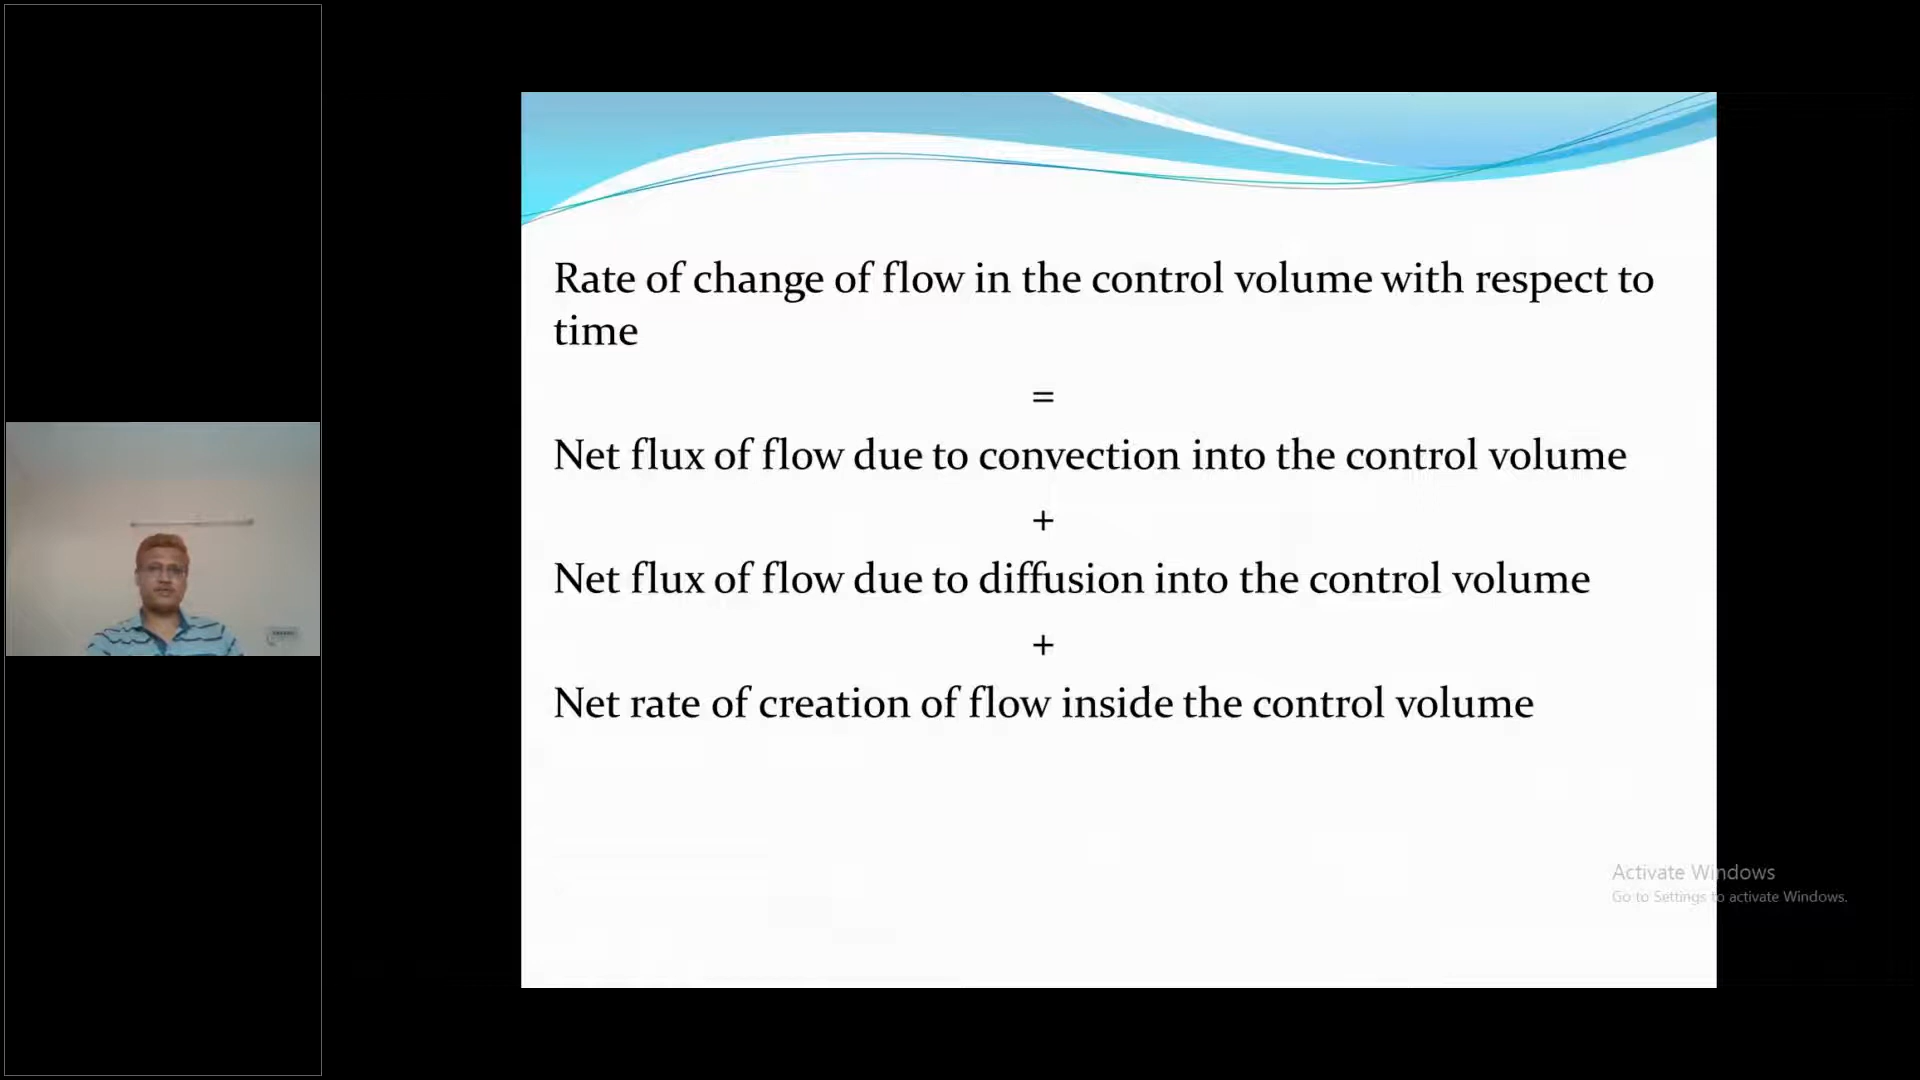 Rate of change of flow in the control volume with respect to
time
=
Net flux of flow due to convection into the control volume
+
Net flux of flow due to diffusion into the control volume
+
Net rate of creation of flow inside the control volume
Activate Windows
Go to Settings to activate Windows.